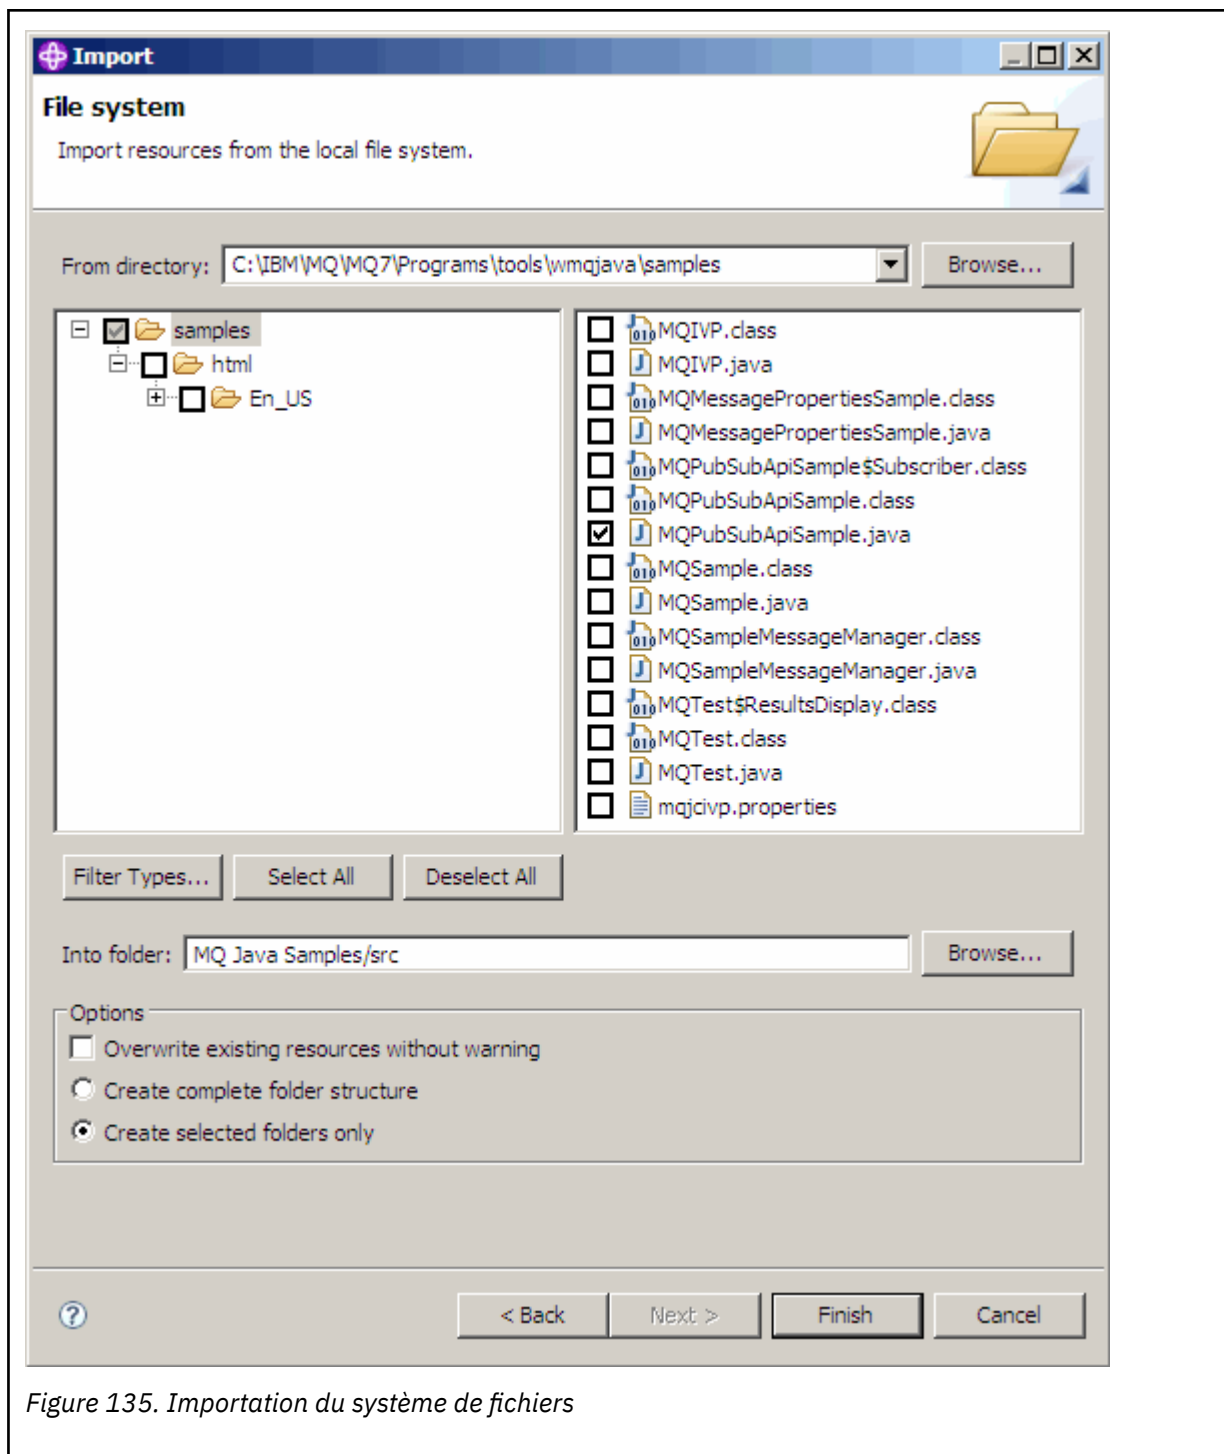 Import
File system
Import resources from the local file system.
From directory: C:\IBM\MQ\MQ7\Programs\tools\wmqjava\samples Browse...
samples
html
En_US
MQIVP.class
MQIVP.java
MQMessagePropertiesSample.class
MQMessagePropertiesSample.java
MQPubSubApiSample$Subscriber.class
MQPubSubApiSample.class
MQPubSubApiSample.java
MQSample.class
MQSample.java
MQSampleMessageManager.class
MQSampleMessageManager.java
MQTest$ResultsDisplay.class
MQTest.class
MQTest.java
mqjcivp.properties
Filter Types... Select All Deselect All
Into folder: MQ Java Samples/src Browse...
Options
Overwrite existing resources without warning
Create complete folder structure
Create selected folders only
? < Back Next > Finish Cancel
Figure 135. Importation du système de fichiers